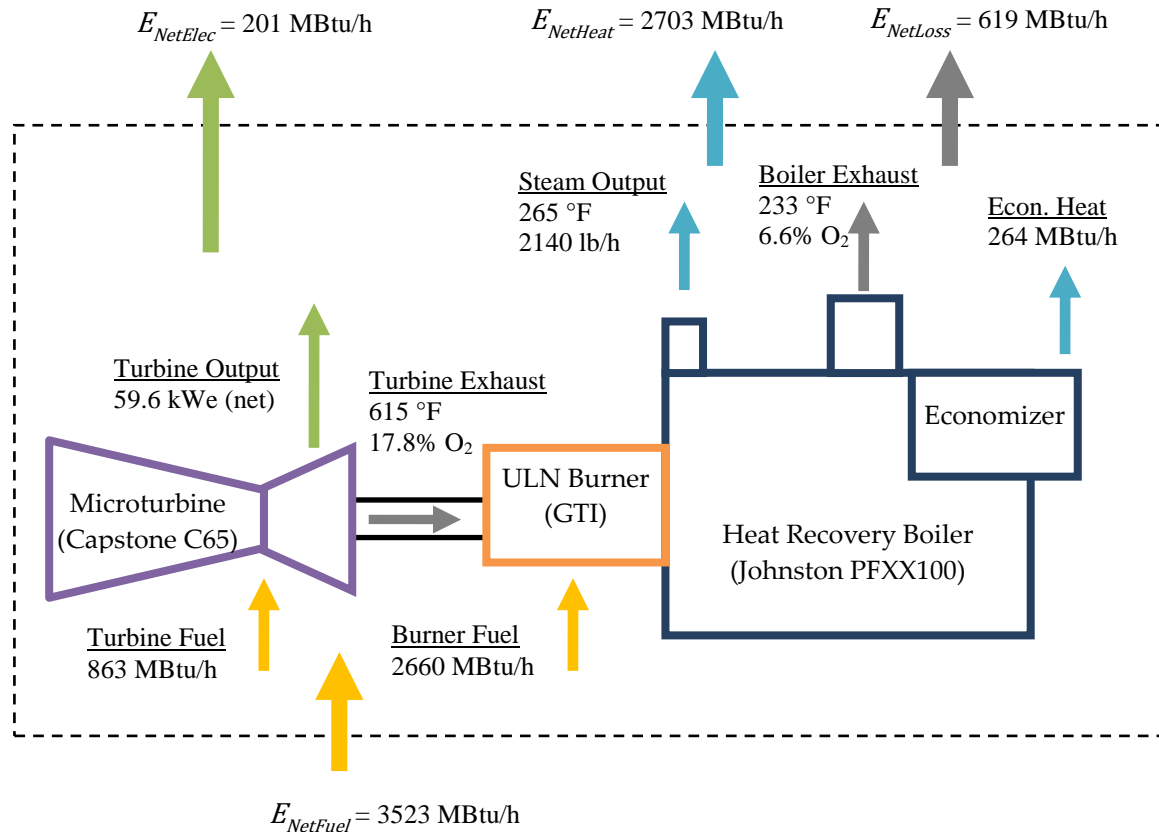 E_NetElec = 201 MBtu/h
E_NetHeat = 2703 MBtu/h
E_NetLoss = 619 MBtu/h
Steam Output
265 °F
2140 lb/h
Boiler Exhaust
233 °F
6.6% O₂
Econ. Heat
264 MBtu/h
Turbine Output
59.6 kWe (net)
Turbine Exhaust
615 °F
17.8% O₂
Economizer
Microturbine
(Capstone C65)
ULN Burner
(GTI)
Heat Recovery Boiler
(Johnston PFXX100)
Turbine Fuel
863 MBtu/h
Burner Fuel
2660 MBtu/h
E_NetFuel = 3523 MBtu/h